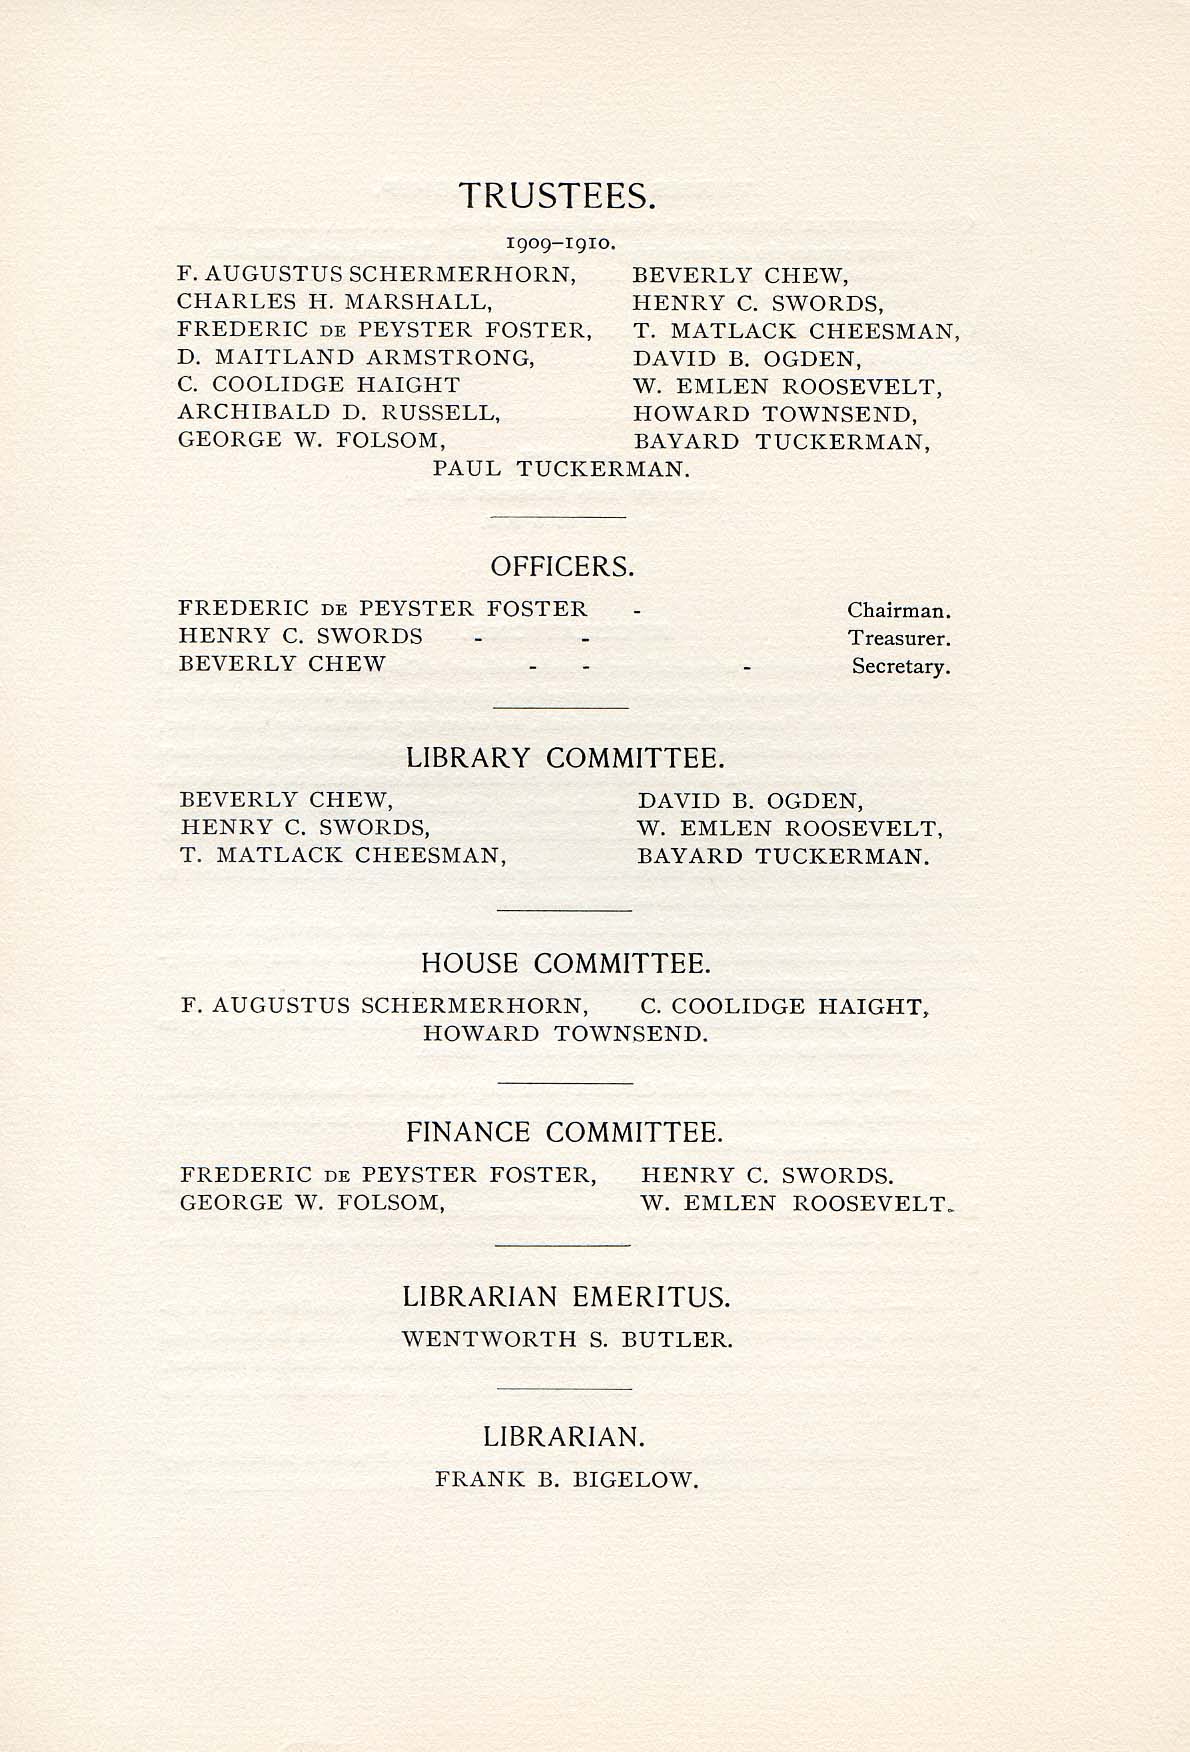 TRUSTEES.
1909–1910.
F. AUGUSTUS SCHERMERHORN, BEVERLY CHEW,
CHARLES H. MARSHALL, HENRY C. SWORDS,
FREDERIC DE PEYSTER FOSTER, T. MATLACK CHEESMAN,
D. MAITLAND ARMSTRONG, DAVID B. OGDEN,
C. COOLIDGE HAIGHT W. EMLEN ROOSEVELT,
ARCHIBALD D. RUSSELL, HOWARD TOWNSEND,
GEORGE W. FOLSOM, BAYARD TUCKERMAN,
PAUL TUCKERMAN.
OFFICERS.
FREDERIC DE PEYSTER FOSTER - Chairman.
HENRY C. SWORDS - - Treasurer.
BEVERLY CHEW - - - Secretary.
LIBRARY COMMITTEE.
BEVERLY CHEW, DAVID B. OGDEN,
HENRY C. SWORDS, W. EMLEN ROOSEVELT,
T. MATLACK CHEESMAN, BAYARD TUCKERMAN.
HOUSE COMMITTEE.
F. AUGUSTUS SCHERMERHORN, C. COOLIDGE HAIGHT,
HOWARD TOWNSEND.
FINANCE COMMITTEE.
FREDERIC DE PEYSTER FOSTER, HENRY C. SWORDS.
GEORGE W. FOLSOM, W. EMLEN ROOSEVELT.
LIBRARIAN EMERITUS.
WENTWORTH S. BUTLER.
LIBRARIAN.
FRANK B. BIGELOW.